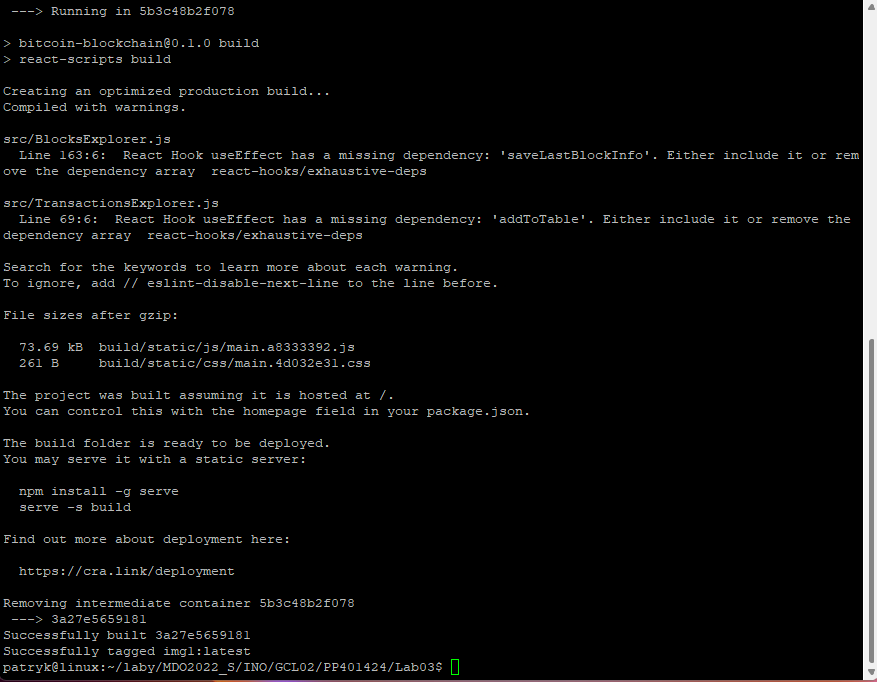 ---> Running in 5b3c48b2f078
> bitcoin-blockchain@0.1.0 build
> react-scripts build
Creating an optimized production build...
Compiled with warnings.
src/BlocksExplorer.js
Line 163:6:  React Hook useEffect has a missing dependency: 'saveLastBlockInfo'. Either include it or rem
ove the dependency array  react-hooks/exhaustive-deps
src/TransactionsExplorer.js
Line 69:6:  React Hook useEffect has a missing dependency: 'addToTable'. Either include it or remove the
dependency array  react-hooks/exhaustive-deps
Search for the keywords to learn more about each warning.
To ignore, add // eslint-disable-next-line to the line before.
File sizes after gzip:
73.69 kB  build/static/js/main.a8333392.js
261 B     build/static/css/main.4d032e31.css
The project was built assuming it is hosted at /.
You can control this with the homepage field in your package.json.
The build folder is ready to be deployed.
You may serve it with a static server:
npm install -g serve
serve -s build
Find out more about deployment here:
https://cra.link/deployment
Removing intermediate container 5b3c48b2f078
---> 3a27e5659181
Successfully built 3a27e5659181
Successfully tagged img1:latest
patryk@linux:~/laby/MDO2022_S/INO/GCL02/PP401424/Lab03$